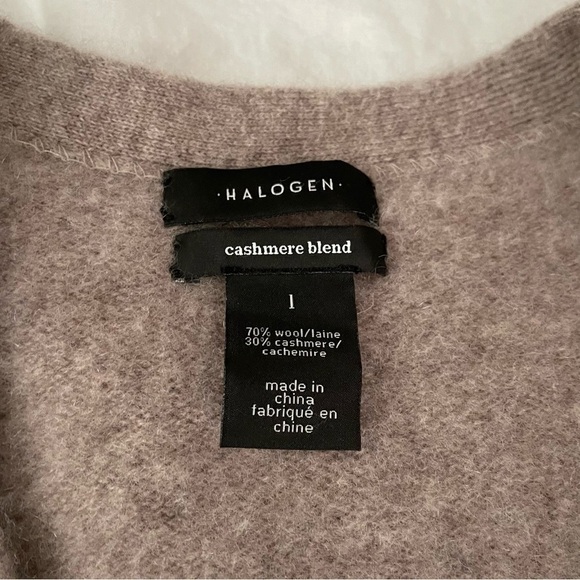 ·HALOGEN·
cashmere blend
l
70% wool/laine
30% cashmere/
cachemire
made in
china
fabriqué en
chine